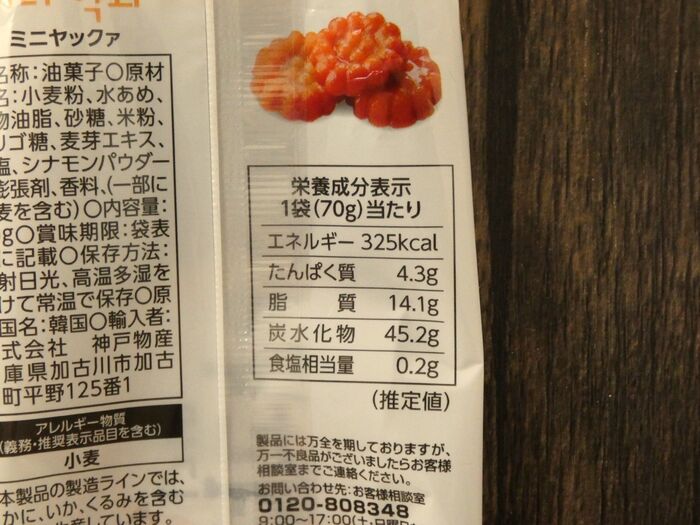 ミニヤックァ
名称:油菓子〇原材
名:小麦粉、水あめ、
物油脂、砂糖、米粉、
リゴ糖、麦芽エキス、
塩、シナモンパウダー
膨張剤、香料、(一部に
麦を含む)〇内容量:
g〇賞味期限:袋表
に記載〇保存方法:
射日光、高温多湿を
けて常温で保存〇原
国名:韓国〇輸入者:
式会社 神戸物産
庫県加古川市加古
町平野125番1
アレルギー物質
(義務・推奨表示品目を含む)
小麦
本製品の製造ラインでは、
かに、いか、くるみを含む
生産しています。
栄養成分表示
1袋(70g)当たり
エネルギー 325kcal
たんぱく質 4.3g
脂質 14.1g
炭水化物 45.2g
食塩相当量 0.2g
(推定値)
製品には万全を期しておりますが、
万一不良品がございましたらお客様
相談室までご連絡ください。
お問い合わせ先:お客様相談室
0120-808348
9:00~17:00(土・日曜